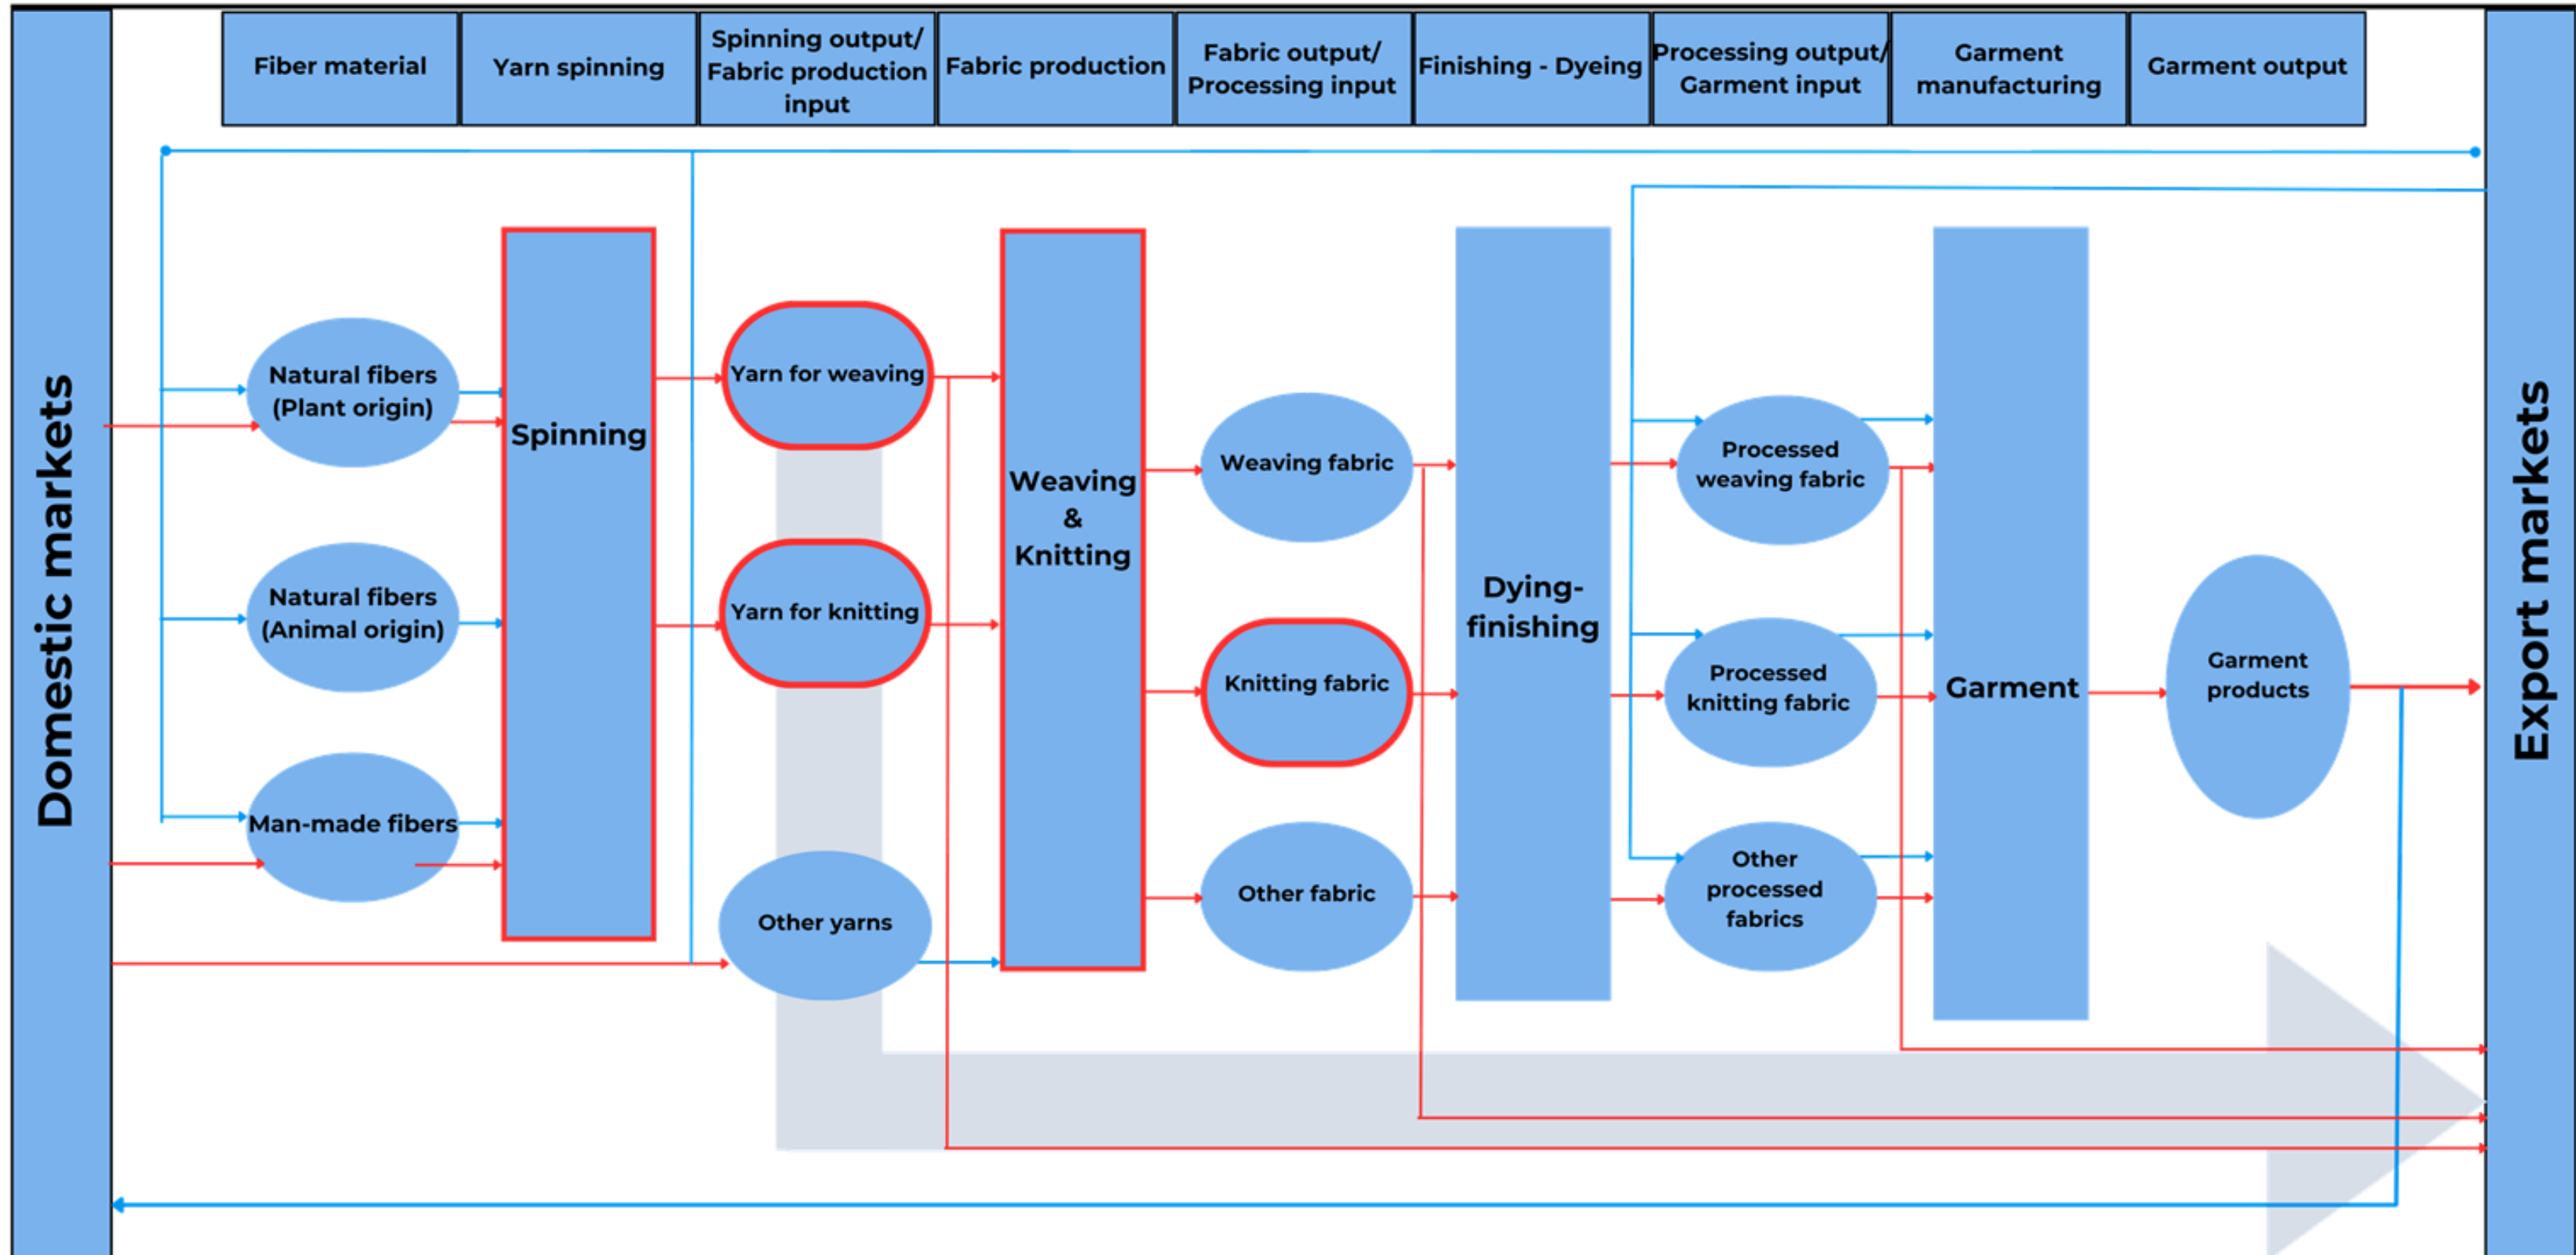 Fiber material
Yarn spinning
Spinning output/
Fabric production
input
Fabric production
Fabric output/
Processing input
Finishing - Dyeing
Processing output/
Garment input
Garment
manufacturing
Garment output
Domestic markets
Natural fibers
(Plant origin)
Natural fibers
(Animal origin)
Man-made fibers
Spinning
Yarn for weaving
Yarn for knitting
Other yarns
Weaving
&
Knitting
Weaving fabric
Knitting fabric
Other fabric
Dying-
finishing
Processed
weaving fabric
Processed
knitting fabric
Other
processed
fabrics
Garment
Garment
products
Export markets